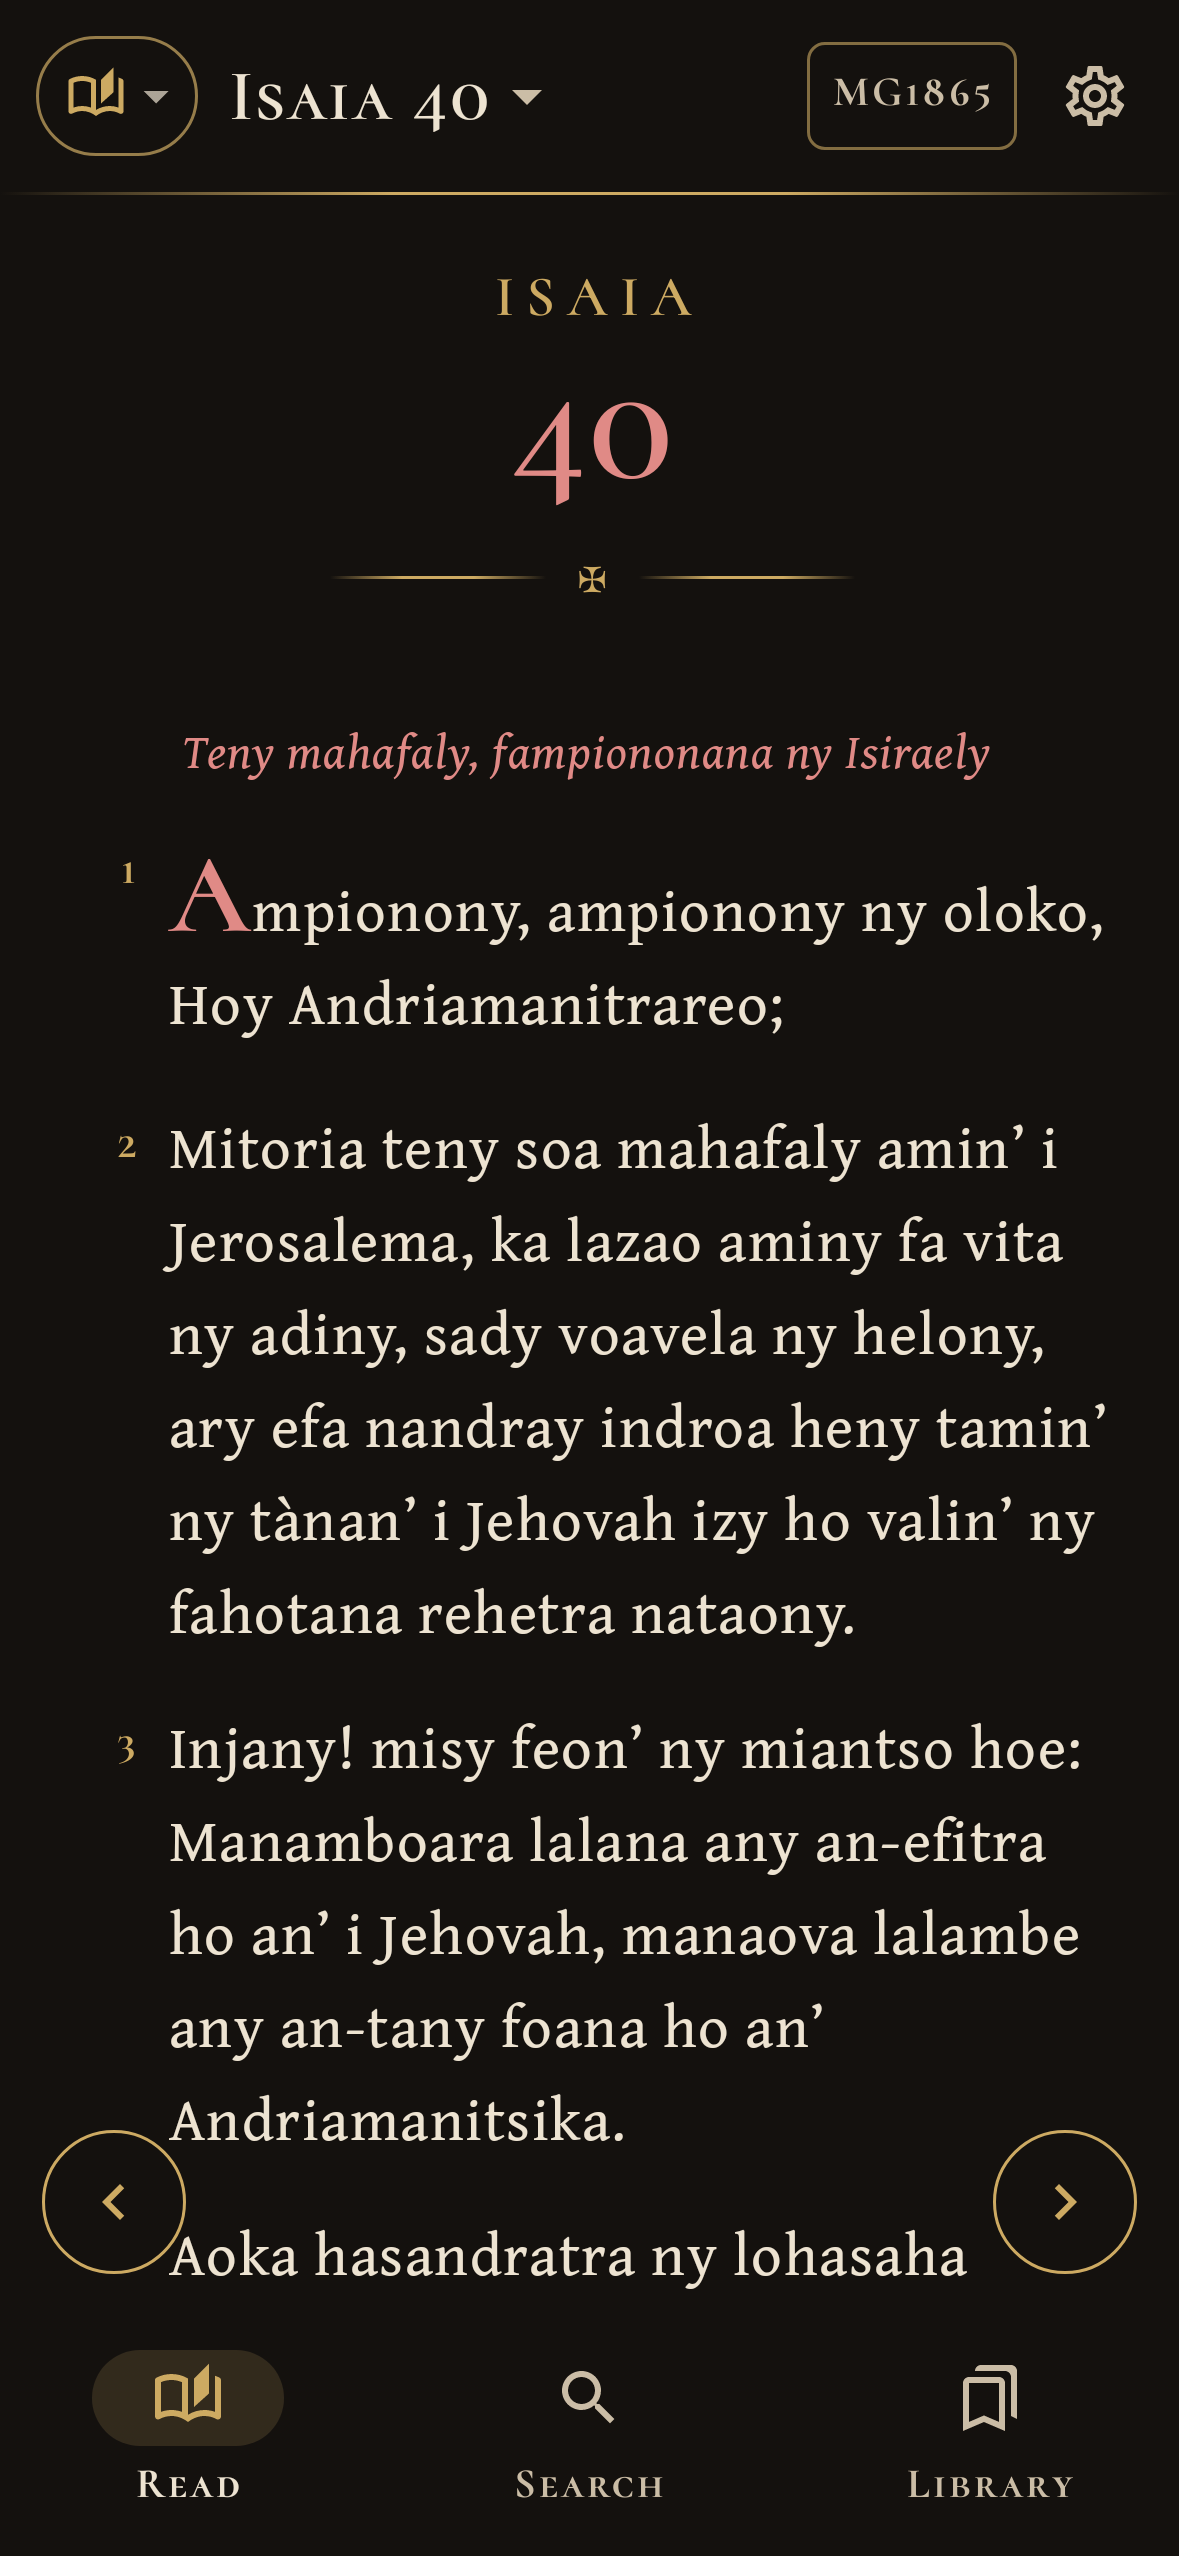 Isaia 40
MG1865
ISAIA
40
✠
Teny mahafaly, fampiononana ny Isiraely
1 Ampionony, ampionony ny oloko,
Hoy Andriamanitrareo;
2 Mitoria teny soa mahafaly amin’ i
Jerosalema, ka lazao aminy fa vita
ny adiny, sady voavela ny helony,
ary efa nandray indroa heny tamin’
ny tànan’ i Jehovah izy ho valin’ ny
fahotana rehetra nataony.
3 Injany! misy feon’ ny miantso hoe:
Manamboara lalana any an-efitra
ho an’ i Jehovah, manaova lalambe
any an-tany foana ho an’
Andriamanitsika.
Aoka hasandratra ny lohasaha
Read
Search
Library